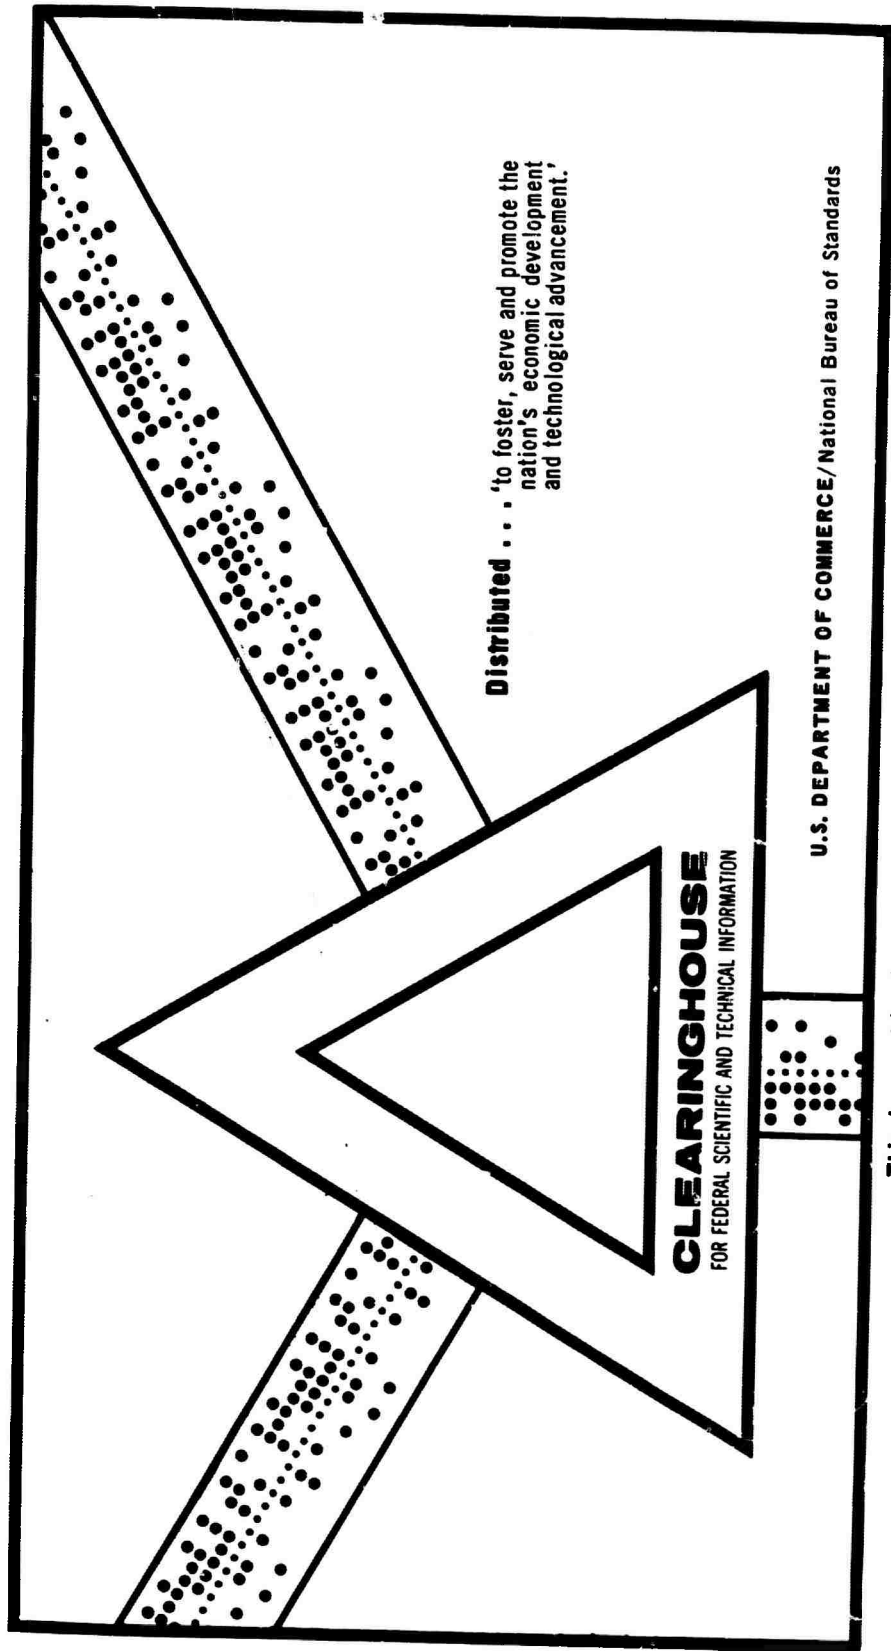 Distributed . . . 'to foster, serve and promote the
nation's economic development
and technological advancement.'
CLEARINGHOUSE
FOR FEDERAL SCIENTIFIC AND TECHNICAL INFORMATION
U.S. DEPARTMENT OF COMMERCE/National Bureau of Standards